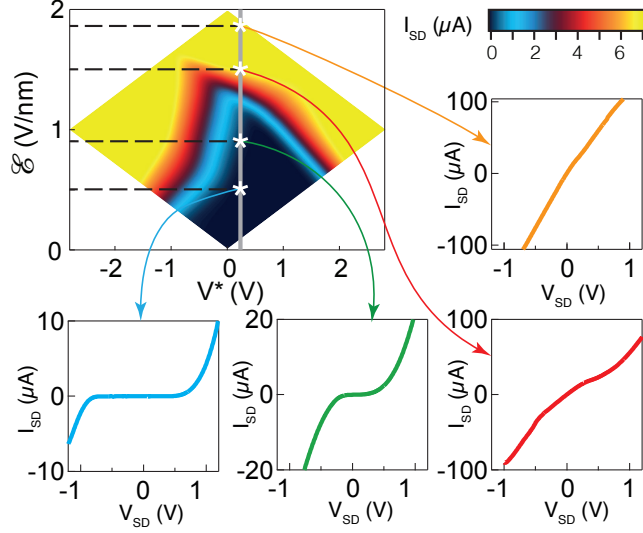 I_SD (µA)
0 2 4 6
2
1
0
ℰ (V/nm)
-2 -1 0 1 2
V* (V)
100
0
-100
I_SD (µA)
-1 0 1
V_SD (V)
10
0
10
I_SD (µA)
-1 0 1
V_SD (V)
20
0
-20
I_SD (µA)
-1 0 1
V_SD (V)
100
0
-100
I_SD (µA)
-1 0 1
V_SD (V)